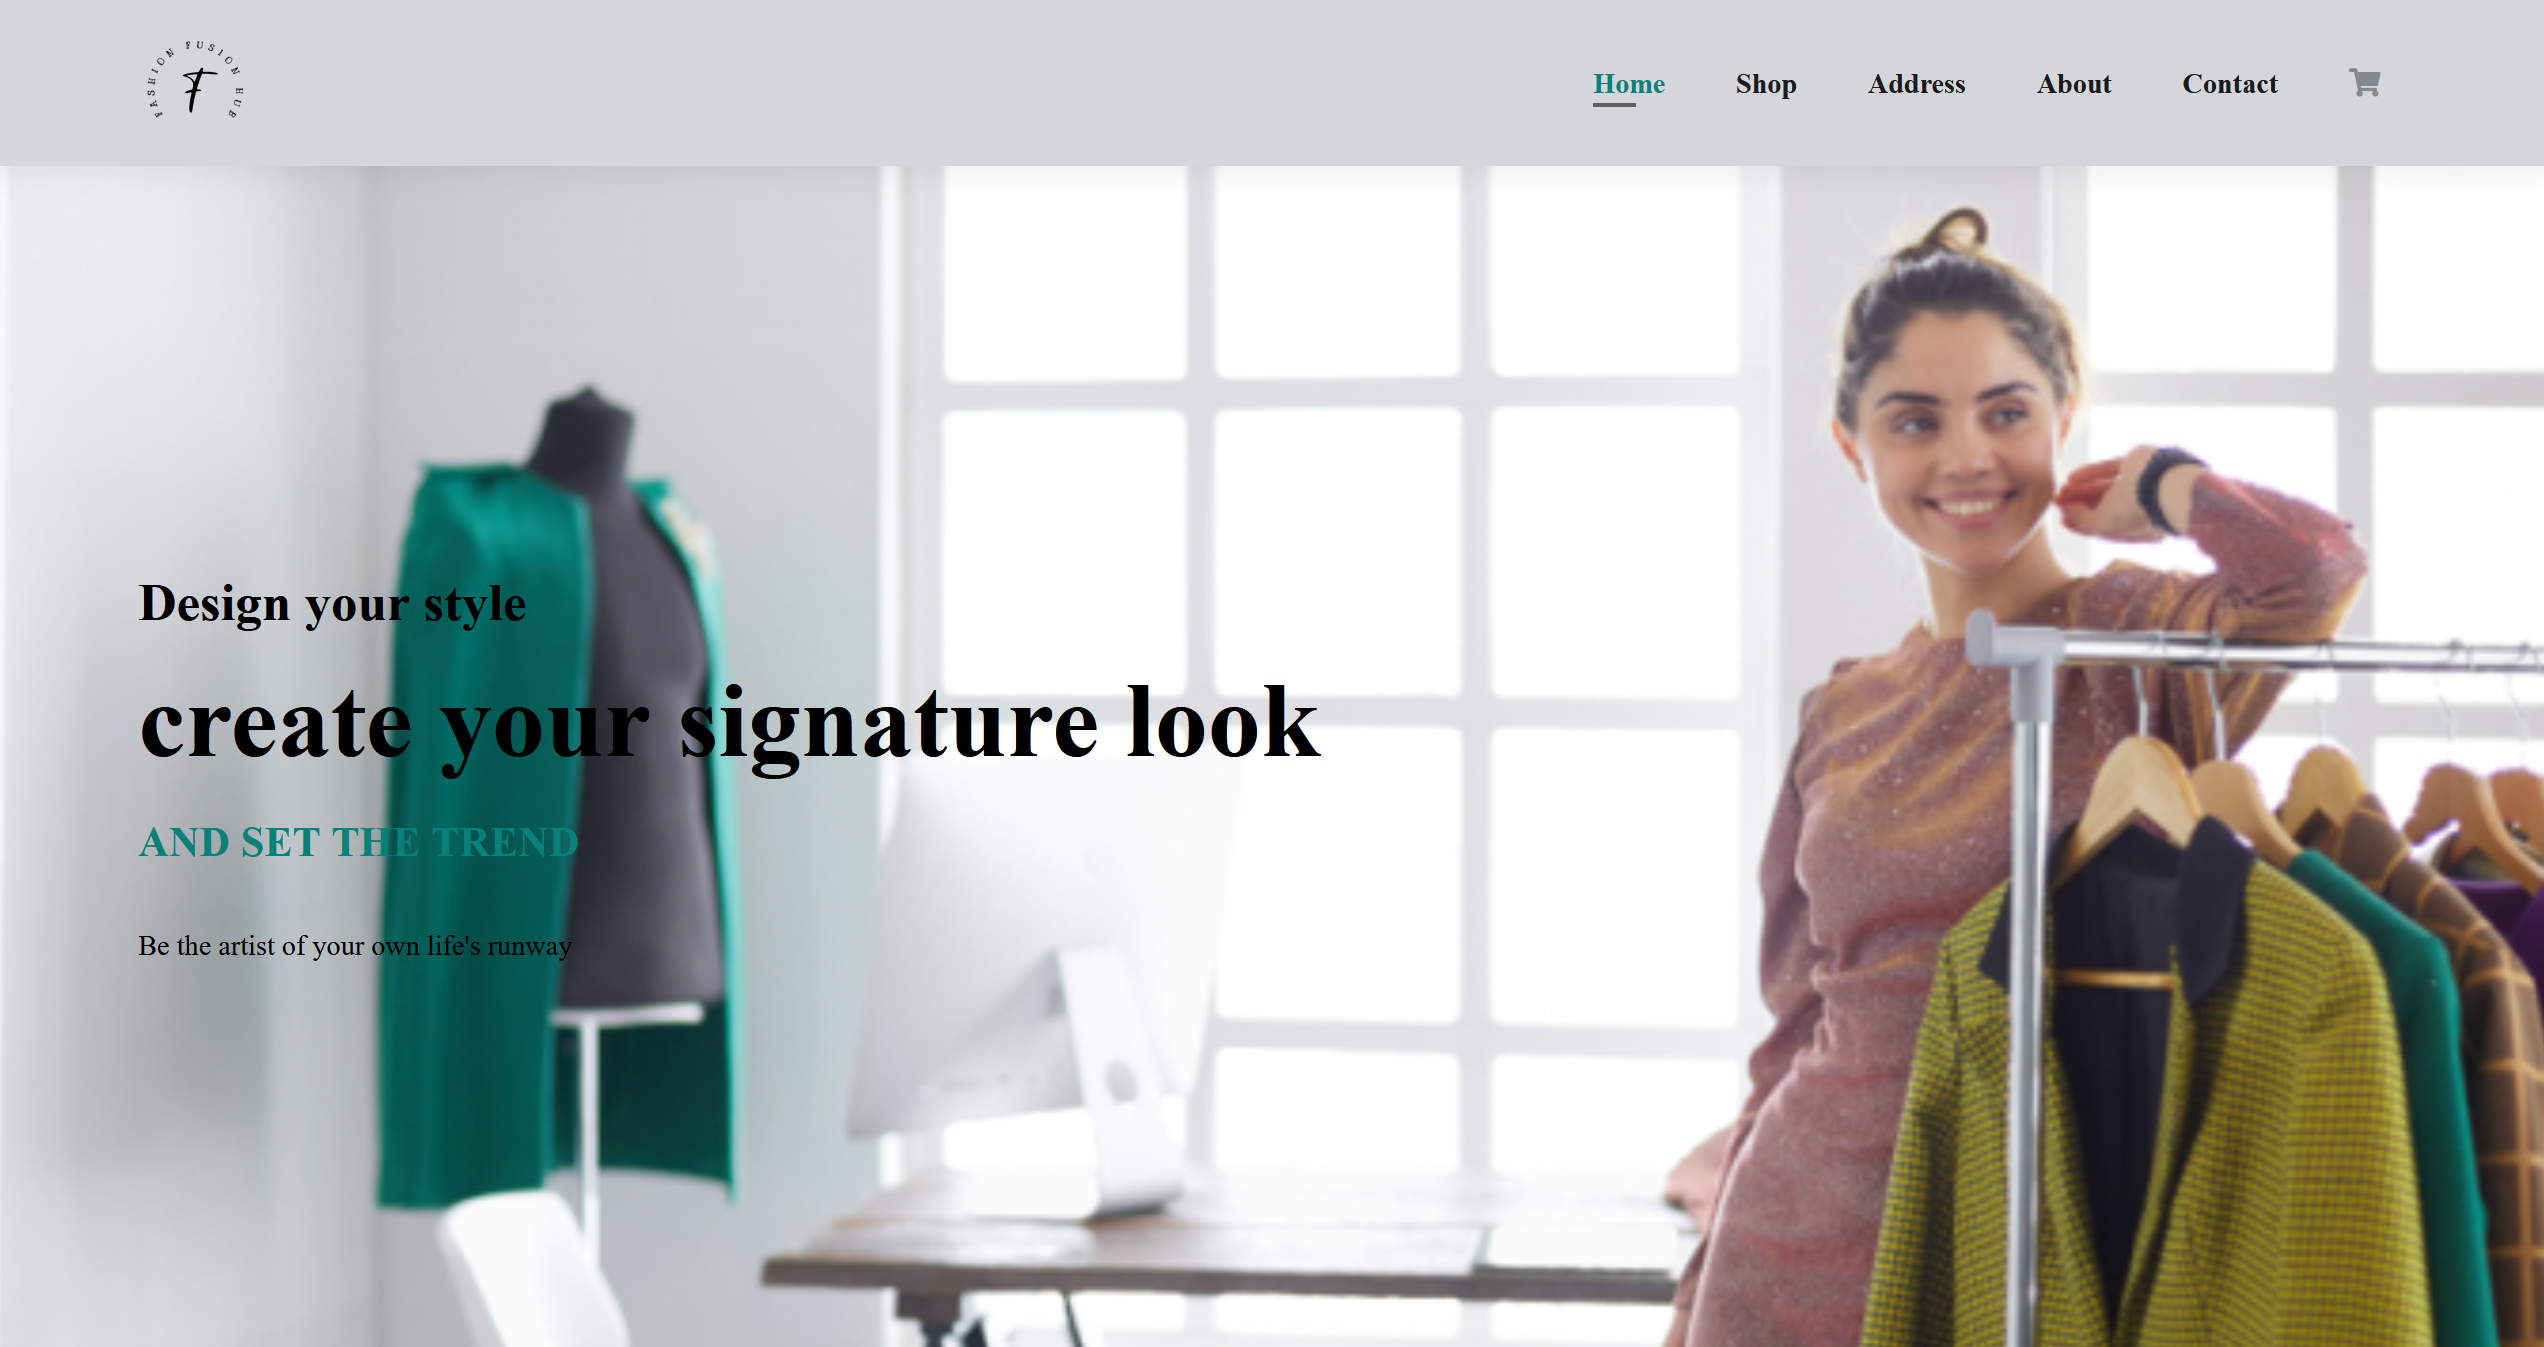 FASHION FUSION HUB
F
Home Shop Address About Contact
Design your style
create your signature look
AND SET THE TREND
Be the artist of your own life's runway